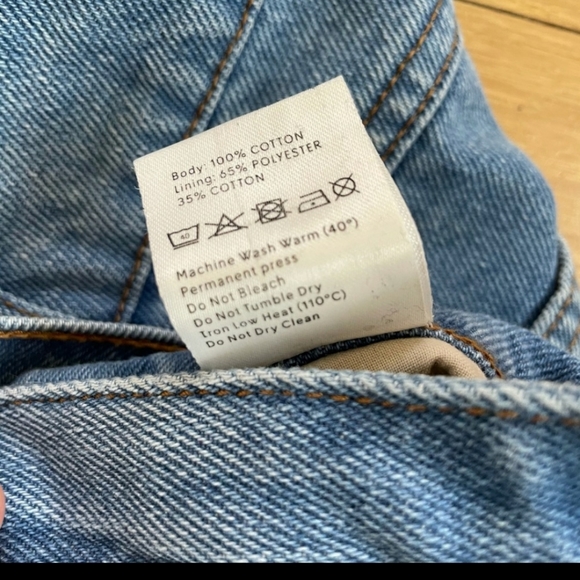 Body: 100% COTTON
Lining: 65% POLYESTER
35% COTTON
40
Machine Wash Warm (40°)
Permanent press
Do Not Bleach
Do Not Tumble Dry
Iron Low Heat (110°C)
Do Not Dry Clean